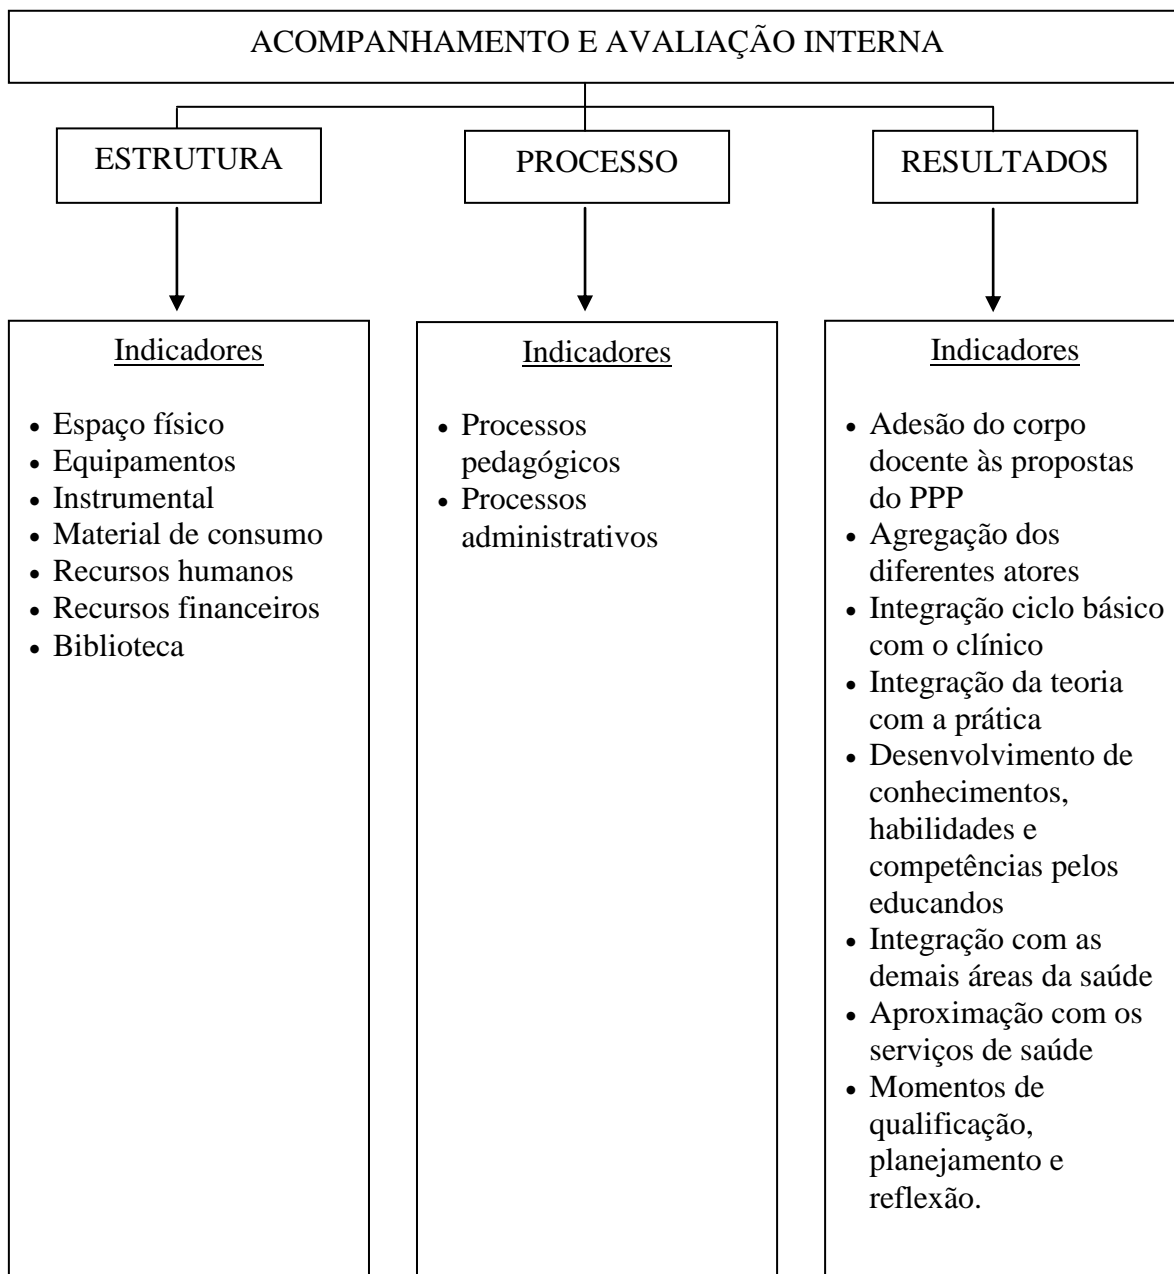 ACOMPANHAMENTO E AVALIAÇÃO INTERNA
ESTRUTURA
PROCESSO
RESULTADOS
Indicadores
• Espaço físico
• Equipamentos
• Instrumental
• Material de consumo
• Recursos humanos
• Recursos financeiros
• Biblioteca
Indicadores
• Processos
pedagógicos
• Processos
administrativos
Indicadores
• Adesão do corpo
docente às propostas
do PPP
• Agregação dos
diferentes atores
• Integração ciclo básico
com o clínico
• Integração da teoria
com a prática
• Desenvolvimento de
conhecimentos,
habilidades e
competências pelos
educandos
• Integração com as
demais áreas da saúde
• Aproximação com os
serviços de saúde
• Momentos de
qualificação,
planejamento e
reflexão.